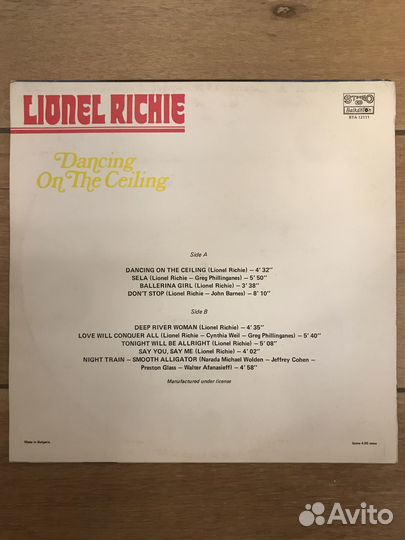 LIONEL RICHIE
STEREO
Balkanton
BTA 12111
Dancing
On The Ceiling
Side A
DANCING ON THE CEILING (Lionel Richie) – 4' 32"
SELA (Lionel Richie – Greg Phillinganes) – 5' 50"
BALLERINA GIRL (Lionel Richie) – 3' 38"
DON'T STOP (Lionel Richie – John Barnes) – 8' 10"
Side B
DEEP RIVER WOMAN (Lionel Richie) – 4' 35"
LOVE WILL CONQUER ALL (Lionel Richie – Cynthia Weil – Greg Phillinganes) – 5' 40"
TONIGHT WILL BE ALLRIGHT (Lionel Richie) – 5' 08"
SAY YOU, SAY ME (Lionel Richie) – 4' 02"
NIGHT TRAIN – SMOOTH ALLIGATOR (Narada Michael Wolden – Jeffrey Cohen –
Preston Glass – Walter Afanasieff) – 4' 58"
Manufactured under license
Made in Bulgaria
Avito